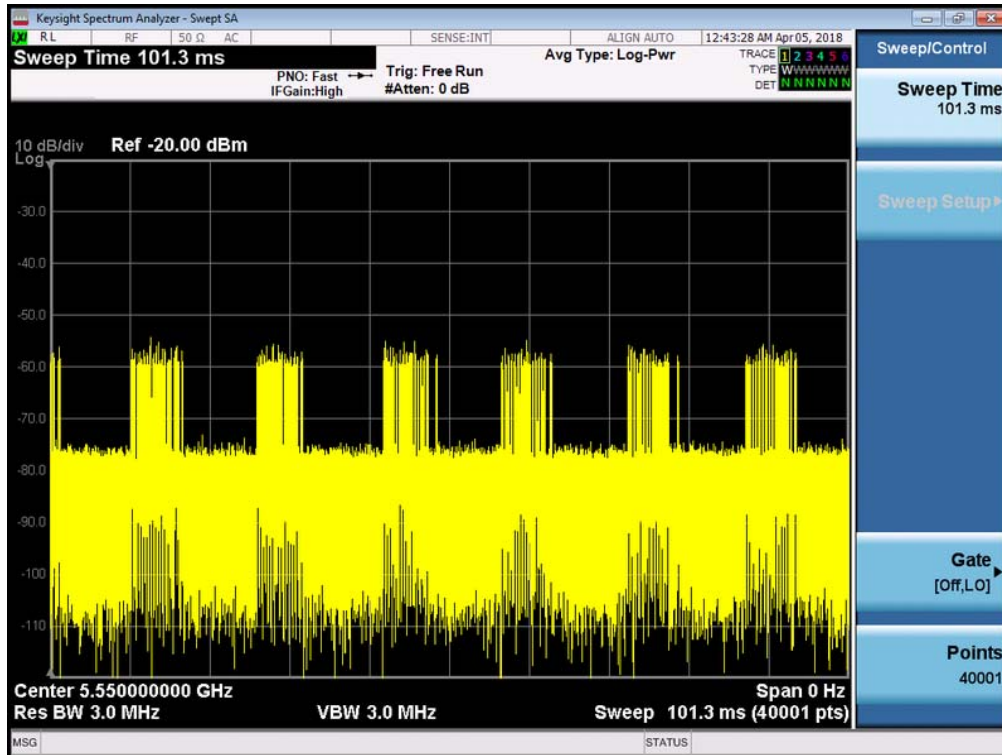 Keysight Spectrum Analyzer - Swept SA
LXI RL RF 50 Ω AC SENSE:INT ALIGN AUTO 12:43:28 AM Apr 05, 2018
Sweep Time 101.3 ms
PNO: Fast
IFGain:High
Trig: Free Run
#Atten: 0 dB
Avg Type: Log-Pwr
TRACE 1 2 3 4 5 6
TYPE WWWWWW
DET N N N N N N
Sweep/Control
Sweep Time
101.3 ms
Sweep Setup
Gate
[Off,LO]
Points
40001
10 dB/div Ref -20.00 dBm
Log
-30.0
-40.0
-50.0
-60.0
-70.0
-80.0
-90.0
-100
-110
Center 5.550000000 GHz Span 0 Hz
Res BW 3.0 MHz VBW 3.0 MHz Sweep 101.3 ms (40001 pts)
MSG STATUS